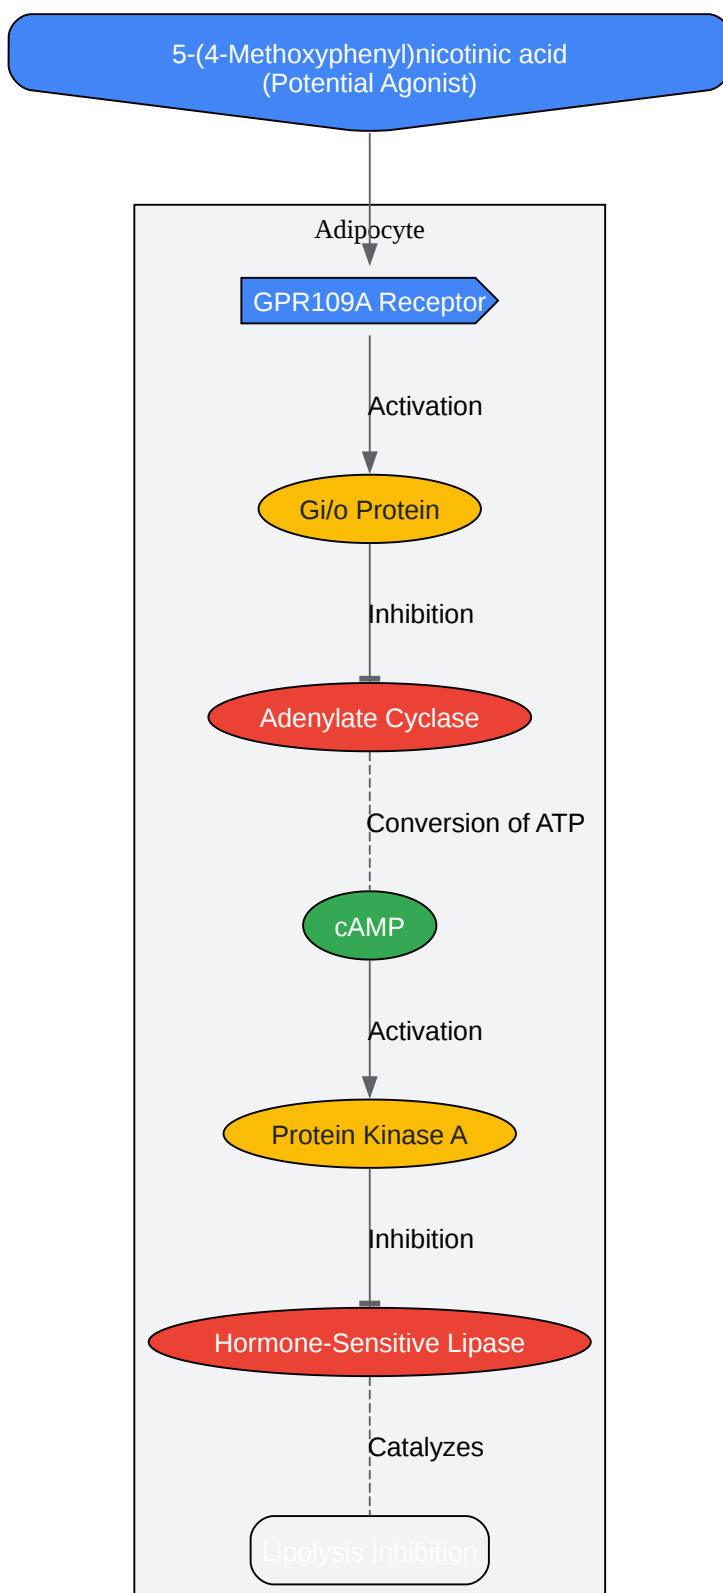 5-(4-Methoxyphenyl)nicotinic acid
(Potential Agonist)
Adipocyte
GPR109A Receptor
Activation
Gi/o Protein
Inhibition
Adenylate Cyclase
Conversion of ATP
cAMP
Activation
Protein Kinase A
Inhibition
Hormone-Sensitive Lipase
Catalyzes
Lipolysis Inhibition